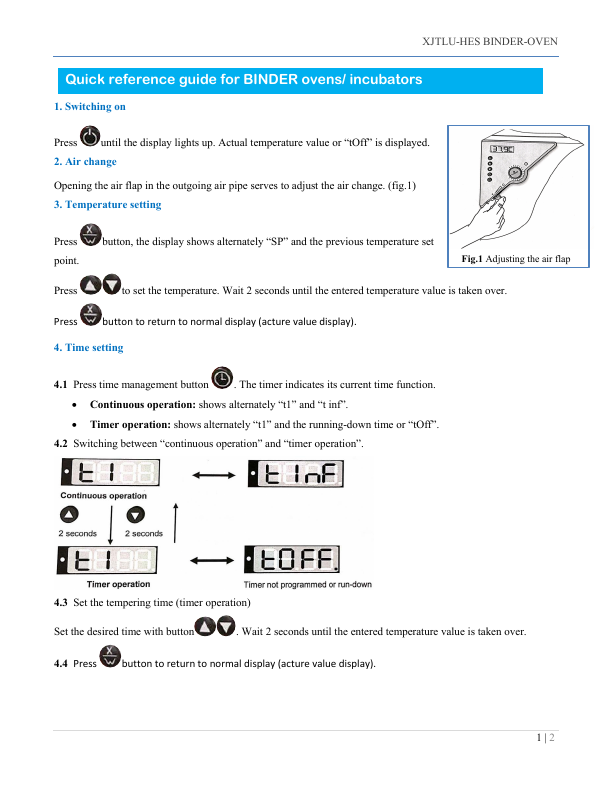 XJTLU-HES BINDER-OVEN
Quick reference guide for BINDER ovens/ incubators
1. Switching on
Press until the display lights up. Actual temperature value or “tOff” is displayed.
2. Air change
Opening the air flap in the outgoing air pipe serves to adjust the air change. (fig.1)
3. Temperature setting
Press X/W button, the display shows alternately “SP” and the previous temperature set
point.
37.9C
Fig.1 Adjusting the air flap
Press to set the temperature. Wait 2 seconds until the entered temperature value is taken over.
Press X/W button to return to normal display (acture value display).
4. Time setting
4.1 Press time management button . The timer indicates its current time function.
• Continuous operation: shows alternately “t1” and “t inf”.
• Timer operation: shows alternately “t1” and the running-down time or “tOff”.
4.2 Switching between “continuous operation” and “timer operation”.
t1 t1nF
Continuous operation
2 seconds 2 seconds
t1 tOFF.
Timer operation Timer not programmed or run-down
4.3 Set the tempering time (timer operation)
Set the desired time with button . Wait 2 seconds until the entered temperature value is taken over.
4.4 Press X/W button to return to normal display (acture value display).
1 | 2